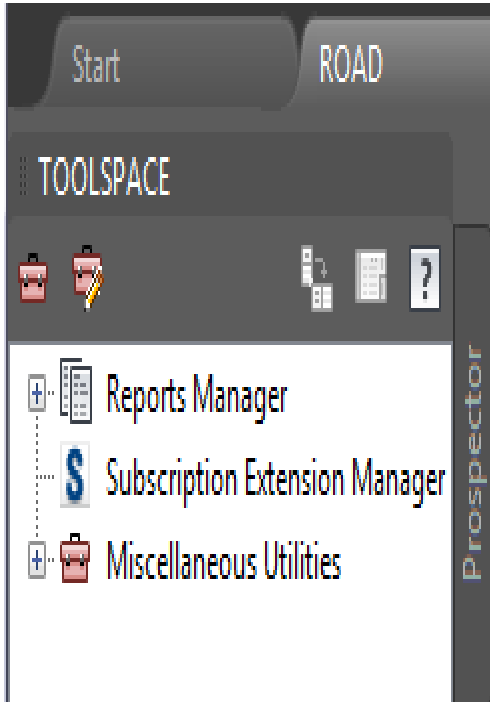 Start
ROAD
TOOLSPACE
?
Reports Manager
S Subscription Extension Manager
Miscellaneous Utilities
Prospector